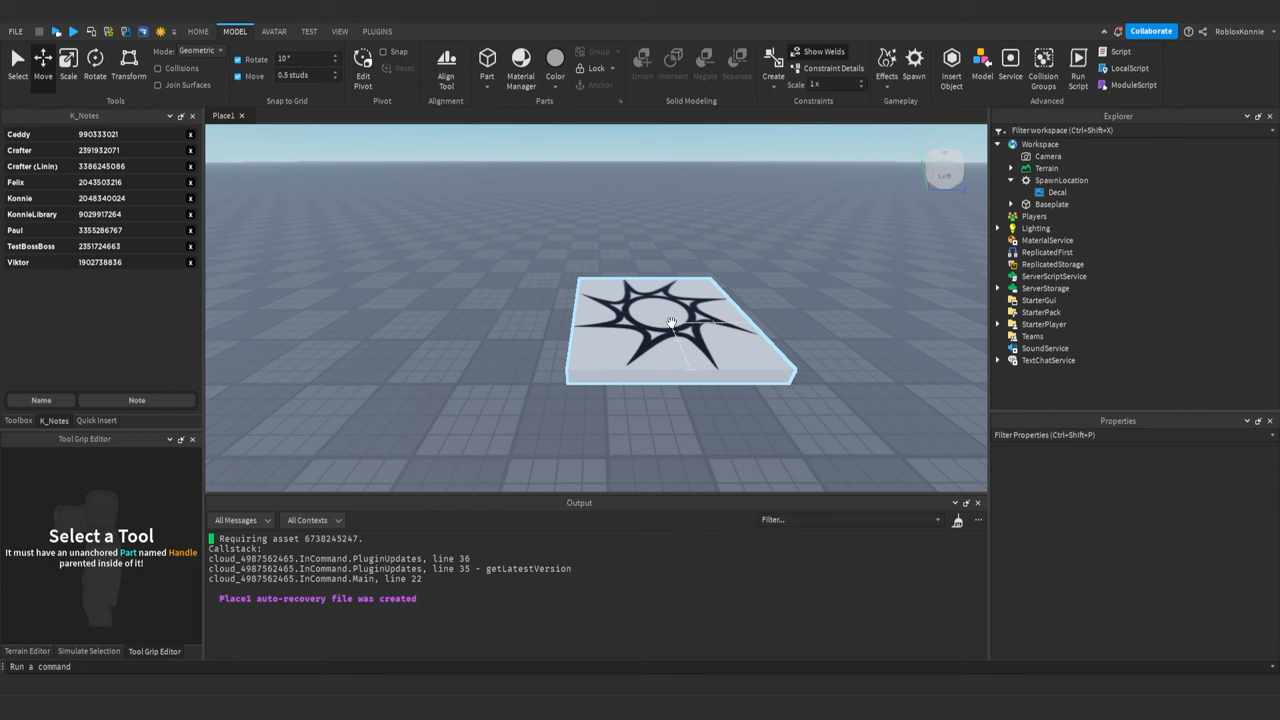 FILE HOME MODEL AVATAR TEST VIEW PLUGINS Collaborate RobloxKonnie
Select Move Scale Rotate Transform
Mode: Geometric
Collisions
Join Surfaces
Tools
Rotate 10°
Move 0.5 studs
Snap to Grid
Edit Pivot
Snap
Reset
Pivot
Align Tool
Alignment
Part Material Manager Color
Group
Lock
Anchor
Parts
Union Intersect Negate Separate
Solid Modeling
Create
Show Welds
Constraint Details
Scale 1 x
Constraints
Effects Spawn
Gameplay
Insert Object Model Service Collision Groups Run Script
Script
LocalScript
ModuleScript
Advanced
K_Notes
Ceddy 990333021 x
Crafter 2391932071 x
Crafter (Linin) 3386245086 x
Felix 2043503216 x
Konnie 2048340024 x
KonnieLibrary 9029917264 x
Paul 3355286767 x
TestBossBoss 2351724663 x
Viktor 1902738836 x
Name Note
Toolbox K_Notes Quick Insert
Tool Grip Editor
Select a Tool
It must have an unanchored Part named Handle
parented inside of it!
Terrain Editor Simulate Selection Tool Grip Editor
Run a command
Place1
Left
Output
All Messages All Contexts Filter...
Requiring asset 6738245247.
Callstack:
cloud_4987562465.InCommand.PluginUpdates, line 36
cloud_4987562465.InCommand.PluginUpdates, line 35 - getLatestVersion
cloud_4987562465.InCommand.Main, line 22
Place1 auto-recovery file was created
Explorer
Filter workspace (Ctrl+Shift+X)
Workspace
Camera
Terrain
SpawnLocation
Decal
Baseplate
Players
Lighting
MaterialService
ReplicatedFirst
ReplicatedStorage
ServerScriptService
ServerStorage
StarterGui
StarterPack
StarterPlayer
Teams
SoundService
TextChatService
Properties
Filter Properties (Ctrl+Shift+P)